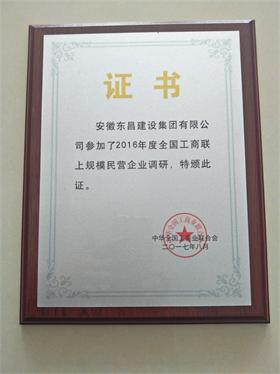 证书
安徽东昌建设集团有限公
司参加了2016年度全国工商联
上规模民营企业调研，特颁此
证。
中华全国工商业联合会
二〇一七年八月